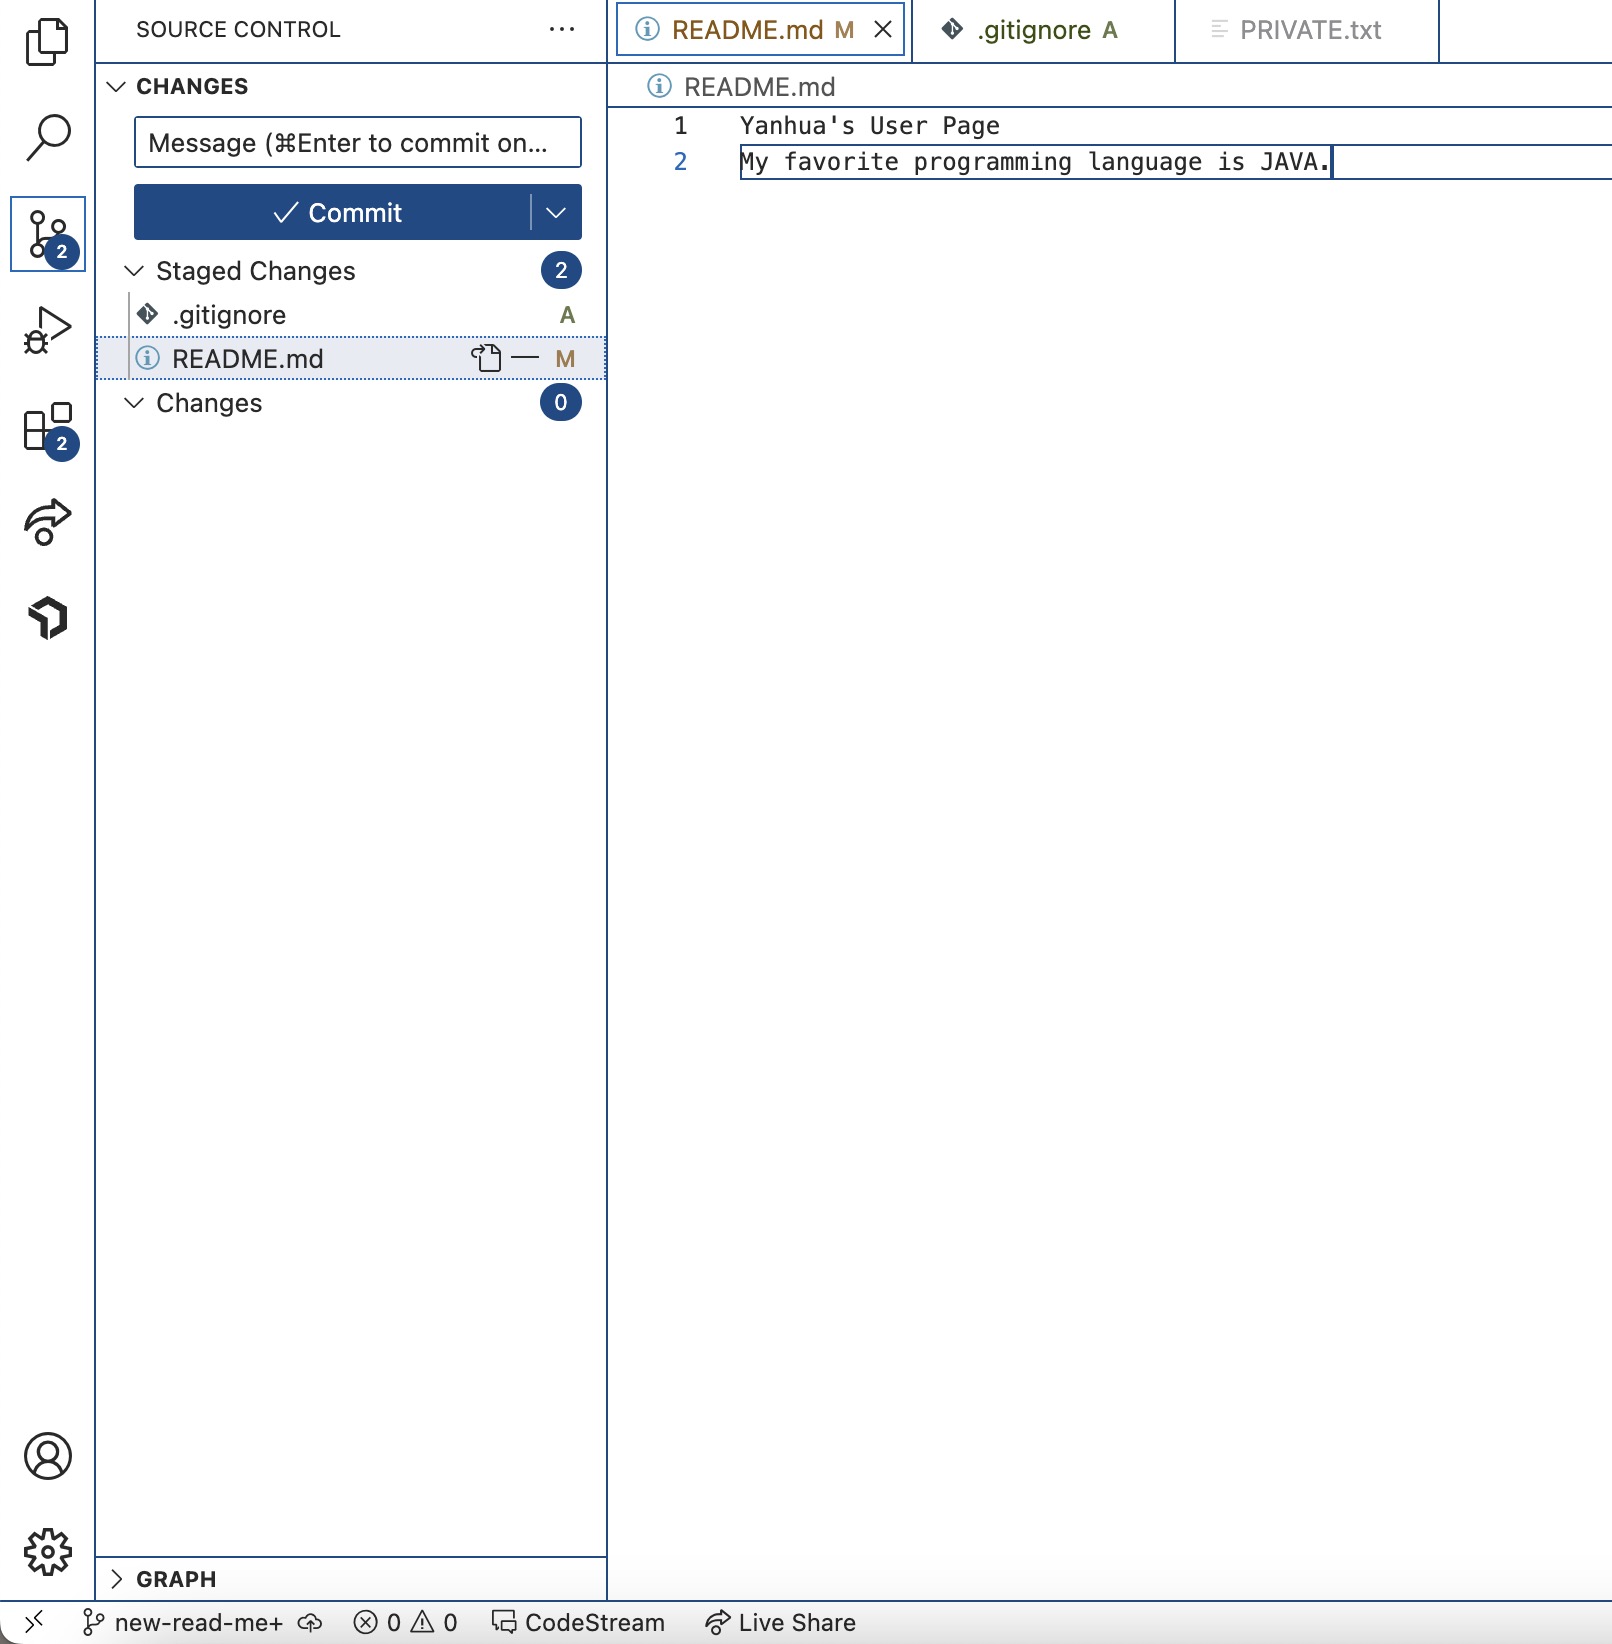 SOURCE CONTROL
README.md M
.gitignore A
PRIVATE.txt
CHANGES
README.md
Message (⌘Enter to commit on...
1 Yanhua's User Page
2 My favorite programming language is JAVA.
Commit
2
Staged Changes 2
.gitignore A
README.md M
Changes 0
2
GRAPH
new-read-me+ 0 0 CodeStream Live Share